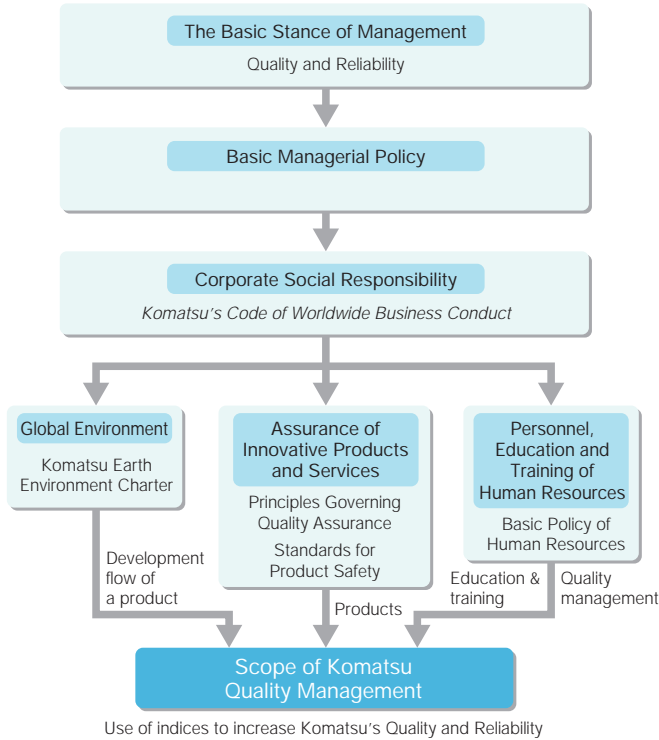 The Basic Stance of Management
Quality and Reliability
Basic Managerial Policy
Corporate Social Responsibility
Komatsu's Code of Worldwide Business Conduct
Global Environment
Komatsu Earth
Environment Charter
Assurance of
Innovative Products
and Services
Principles Governing
Quality Assurance
Standards for
Product Safety
Personnel,
Education and
Training of
Human Resources
Basic Policy of
Human Resources
Development
flow of
a product
Products
Education &
training
Quality
management
Scope of Komatsu
Quality Management
Use of indices to increase Komatsu's Quality and Reliability